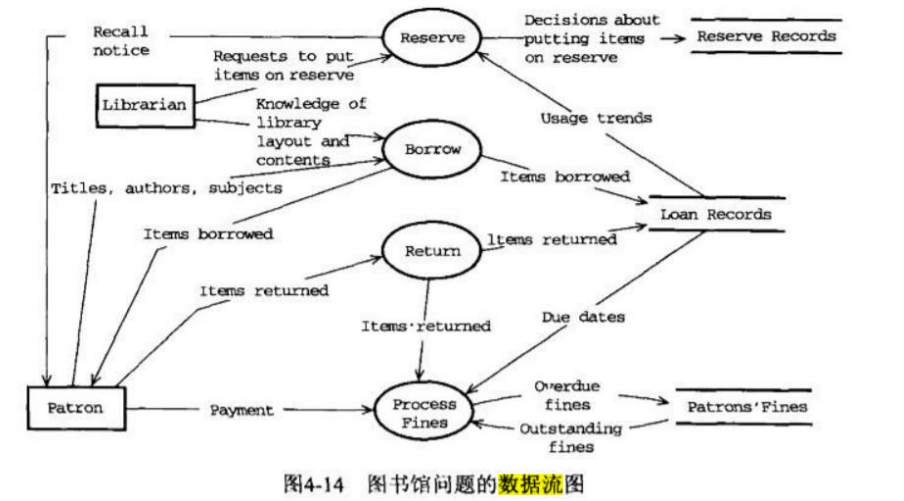 Recall
notice
Reserve
Decisions about
putting items
on reserve
Reserve Records
Requests to put
items on reserve
Librarian
Knowledge of
library
layout and
contents
Usage trends
Borrow
Titles, authors, subjects
Items borrowed
Items borrowed
Loan Records
Return
Items returned
Items returned
Items returned
Due dates
Patron
Payment
Process
Fines
Overdue
fines
Outstanding
fines
Patrons' Fines
图4-14 图书馆问题的数据流图